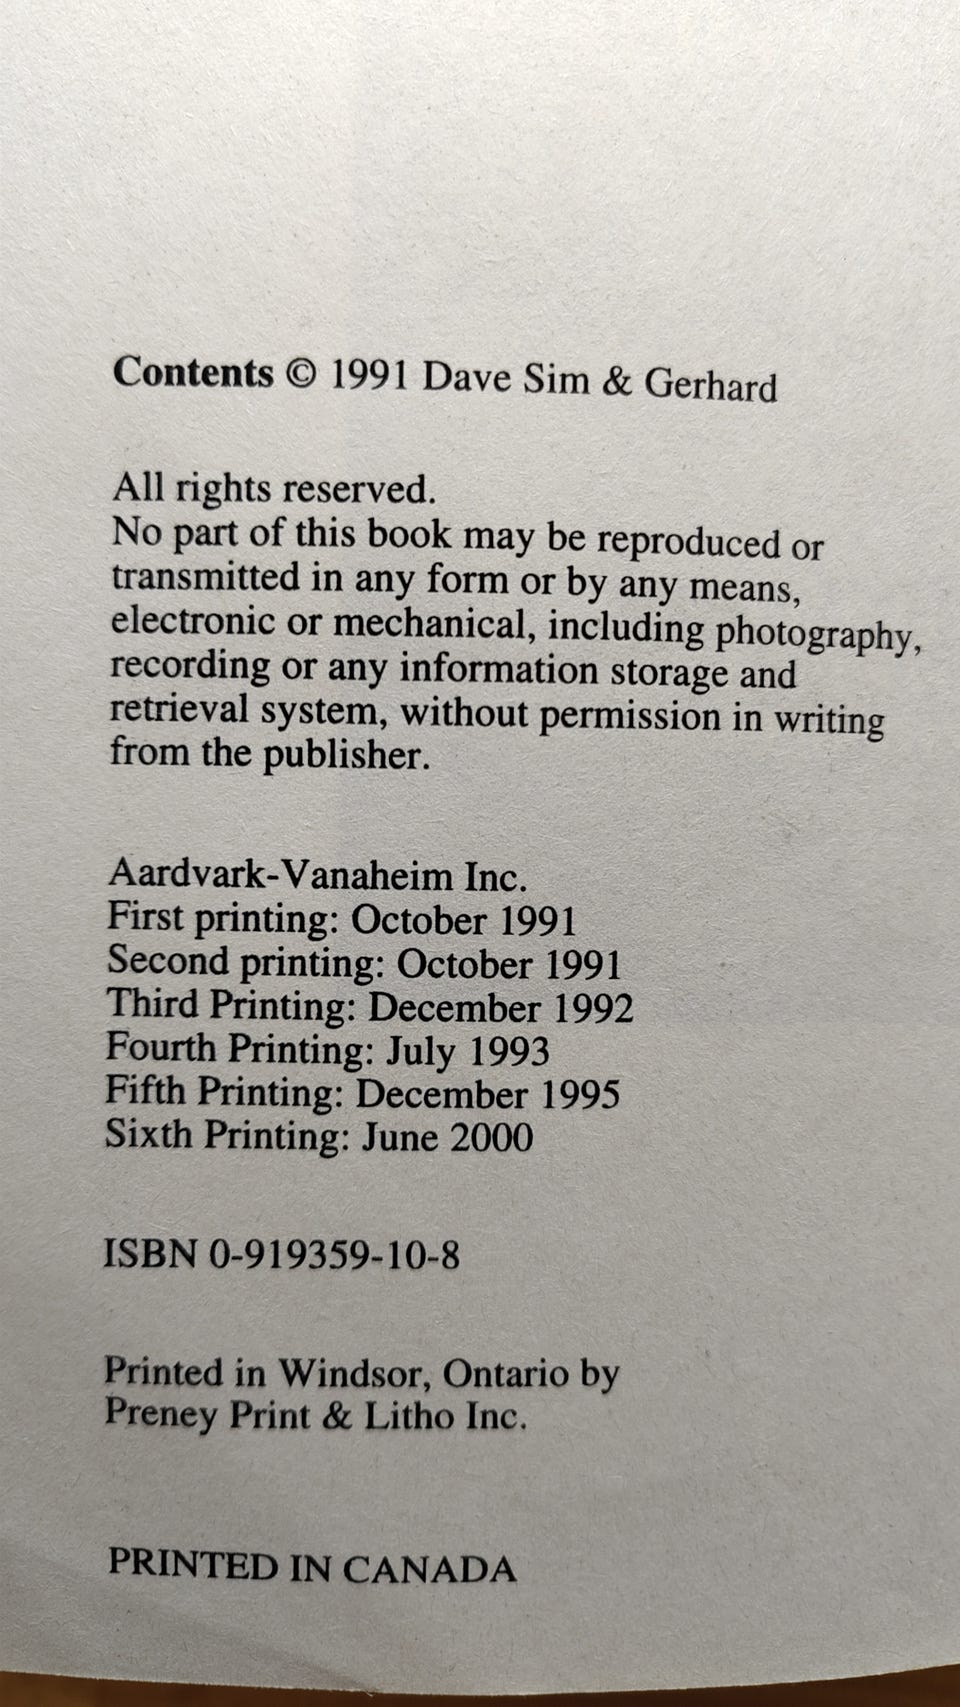 Contents © 1991 Dave Sim & Gerhard
All rights reserved.
No part of this book may be reproduced or
transmitted in any form or by any means,
electronic or mechanical, including photography,
recording or any information storage and
retrieval system, without permission in writing
from the publisher.
Aardvark-Vanaheim Inc.
First printing: October 1991
Second printing: October 1991
Third Printing: December 1992
Fourth Printing: July 1993
Fifth Printing: December 1995
Sixth Printing: June 2000
ISBN 0-919359-10-8
Printed in Windsor, Ontario by
Preney Print & Litho Inc.
PRINTED IN CANADA